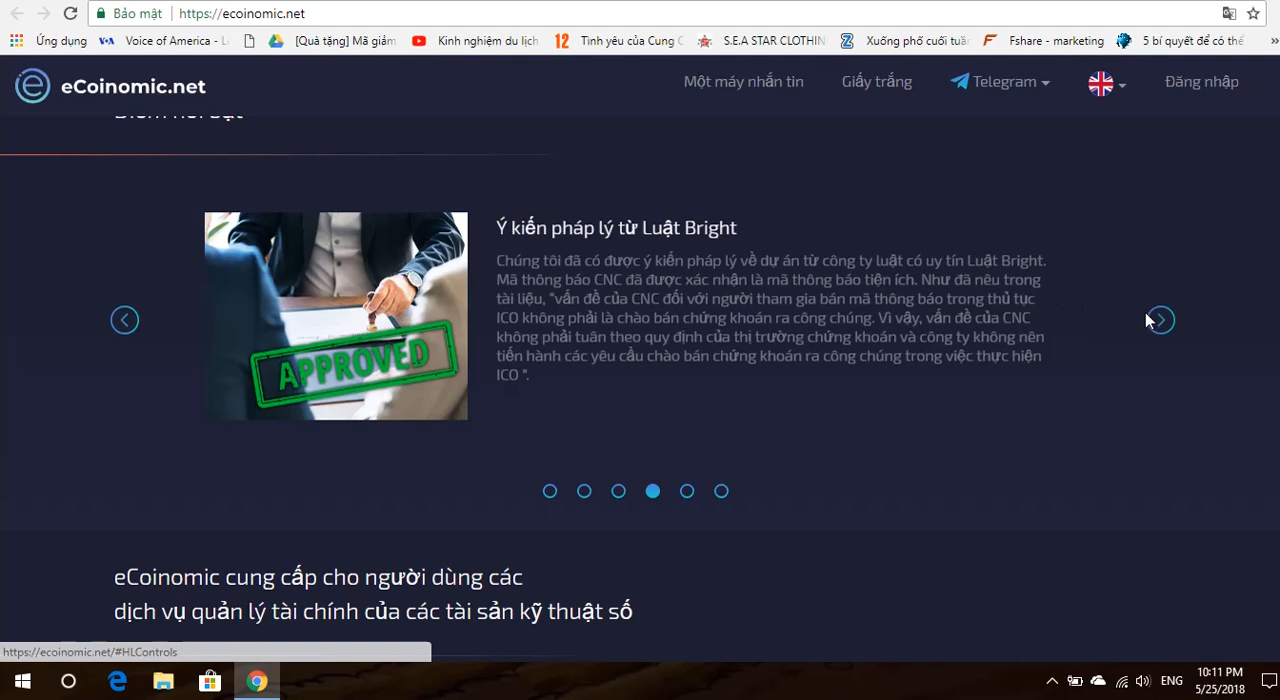 Bảo mật | https://ecoinomic.net
Ứng dụng Voice of America - L [Quà tặng] Mã giảm Kinh nghiệm du lịch 12 Tình yêu của Cung S.E.A STAR CLOTHIN Xuống phố cuối tuần Fshare - marketing 5 bí quyết để có thể »
eCoinomic.net
Một máy nhắn tin Giấy trắng Telegram Đăng nhập
Điểm nổi bật
Ý kiến pháp lý từ Luật Bright
Chúng tôi đã có được ý kiến pháp lý về dự án từ công ty luật có uy tín Luật Bright.
Mã thông báo CNC đã được xác nhận là mã thông báo tiện ích. Như đã nêu trong
tài liệu, "vấn đề của CNC đối với người tham gia bán mã thông báo trong thủ tục
ICO không phải là chào bán chứng khoán ra công chúng. Vì vậy, vấn đề của CNC
không phải tuân theo quy định của thị trường chứng khoán và công ty không nên
tiến hành các yêu cầu chào bán chứng khoán ra công chúng trong việc thực hiện
ICO ".
APPROVED
eCoinomic cung cấp cho người dùng các
dịch vụ quản lý tài chính của các tài sản kỹ thuật số
https://ecoinomic.net/#HLControls
ENG
10:11 PM
5/25/2018